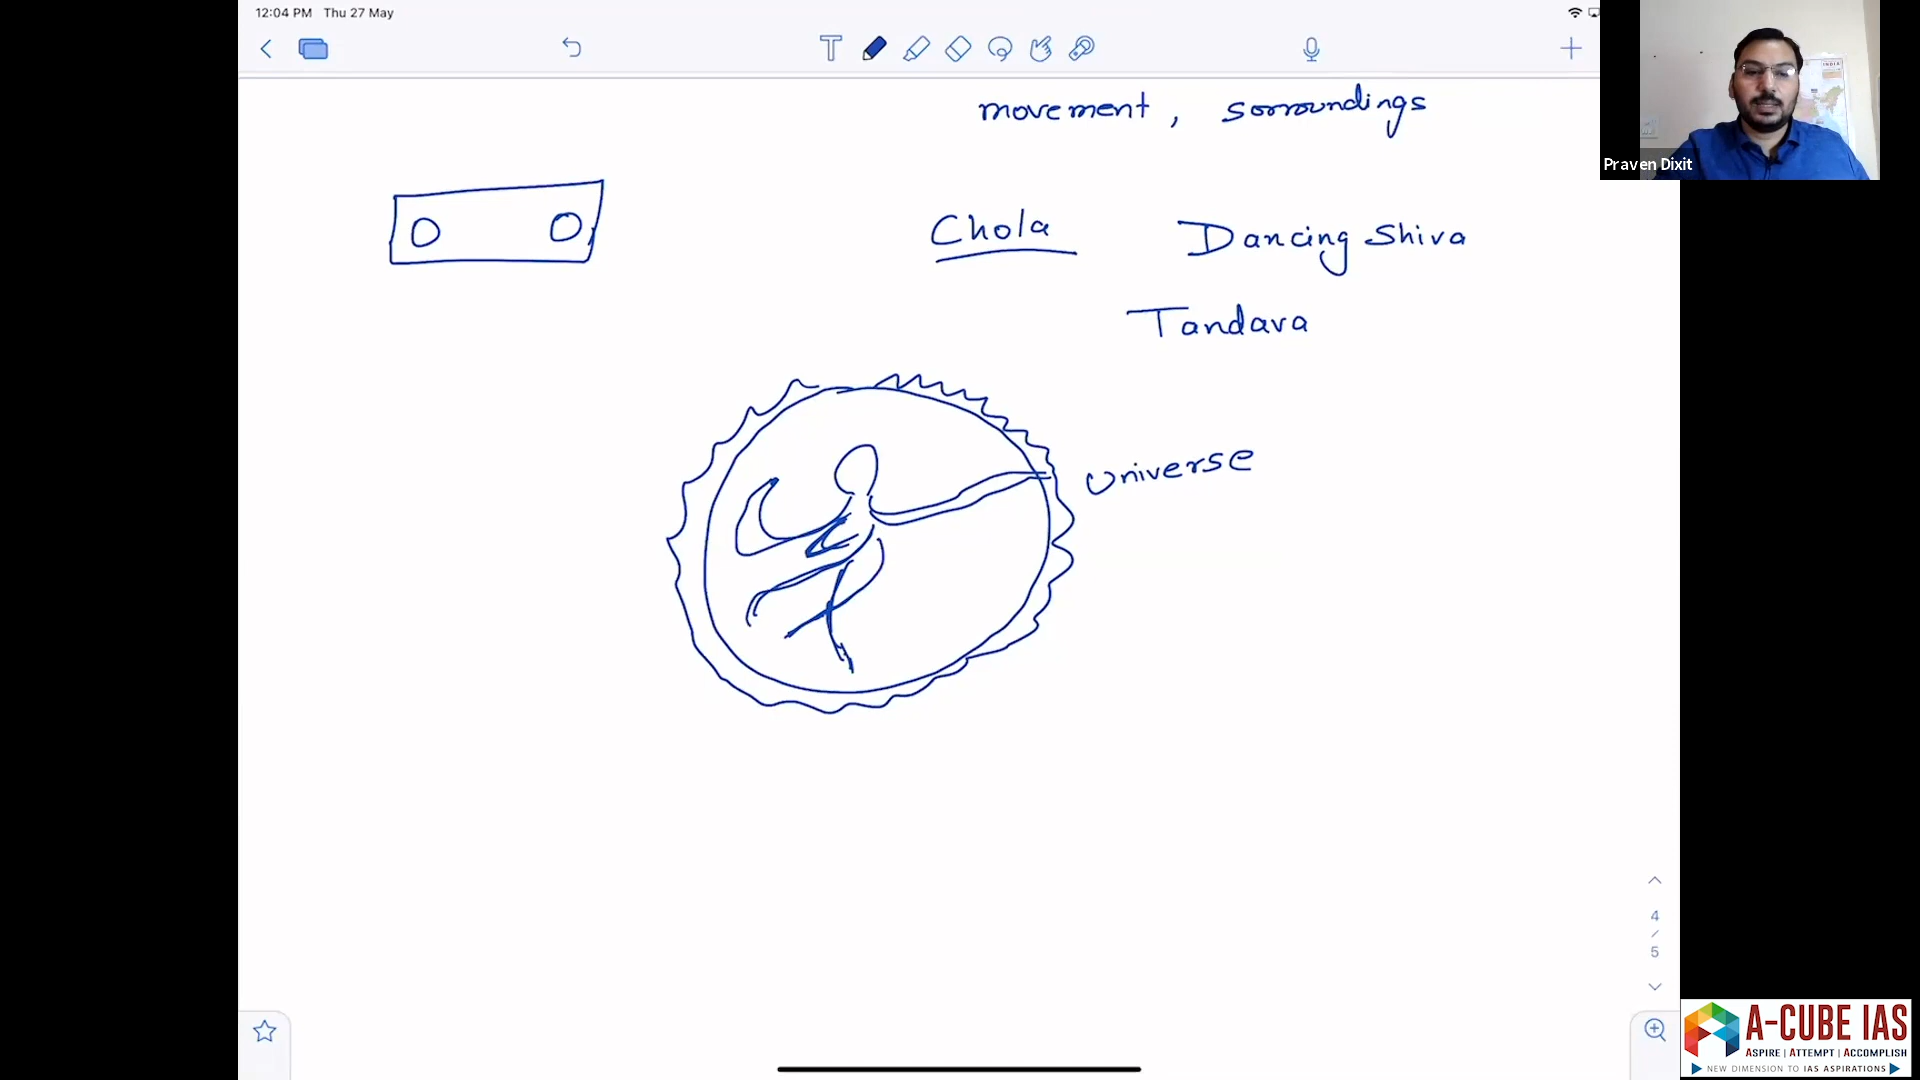 12:04 PM Thu 27 May
T
movement, sorroundings
Praven Dixit
Chola Dancing Shiva
Tandava
universe
4
/
5
A-CUBE IAS
ASPIRE | ATTEMPT | ACCOMPLISH
NEW DIMENSION TO IAS ASPIRATIONS